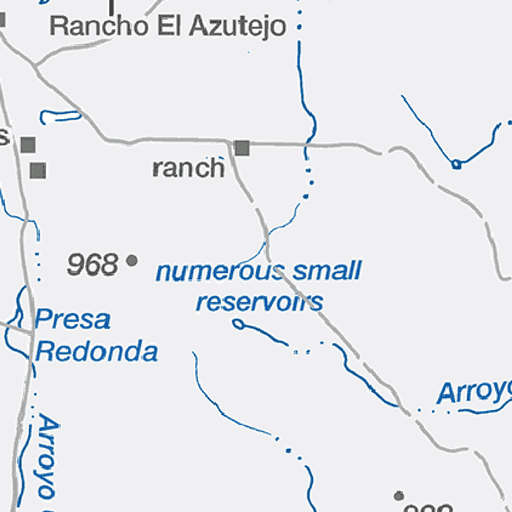 Rancho El Azutejo
s
ranch
968
numerous small
reservoirs
Presa
Redonda
Arroyo
Arroyo